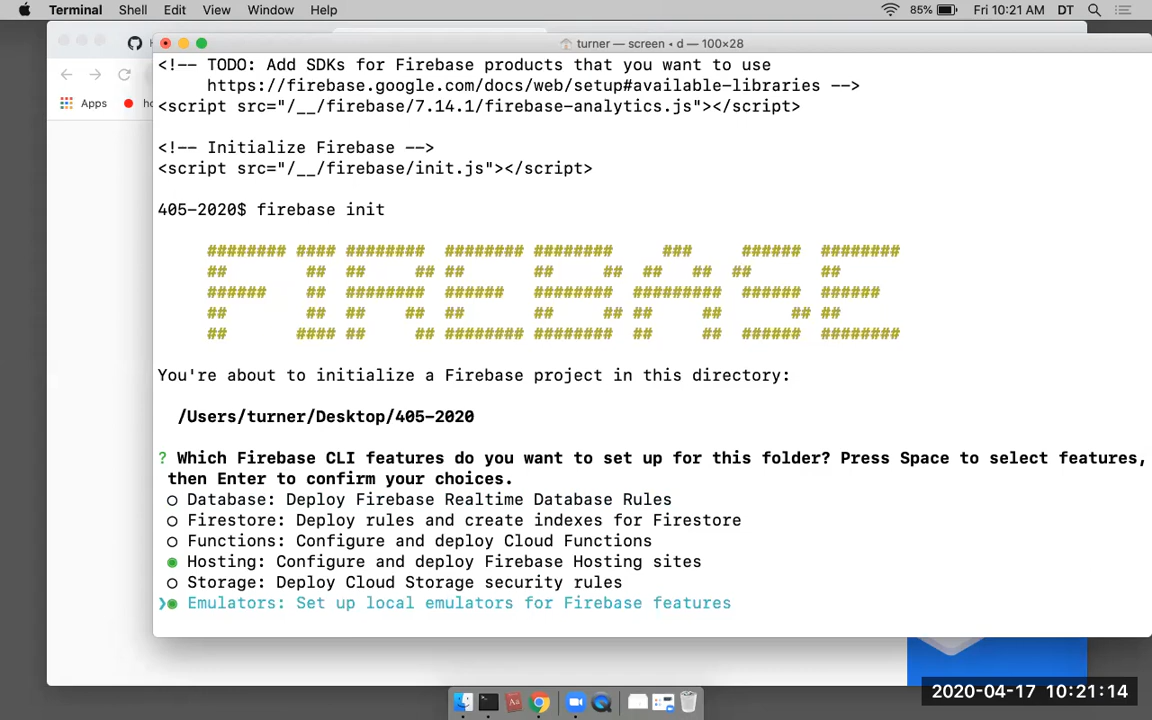 Terminal Shell Edit View Window Help 85% Fri 10:21 AM DT
turner — screen ◂ d — 100×28
Apps
<!-- TODO: Add SDKs for Firebase products that you want to use
https://firebase.google.com/docs/web/setup#available-libraries -->
<script src="/__/firebase/7.14.1/firebase-analytics.js"></script>
<!-- Initialize Firebase -->
<script src="/__/firebase/init.js"></script>
405-2020$ firebase init
######## #### ######## ######## ########     ###     ###### ########
##        ## ##     ## ##       ##     ##  ##   ##  ##       ##
######    ## ######## ######   ######## ######### ###### ######
##        ## ##    ## ##       ##     ## ##     ##       ## ##
##       #### ##     ## ######## ######## ##     ## ###### ########
You're about to initialize a Firebase project in this directory:
/Users/turner/Desktop/405-2020
? Which Firebase CLI features do you want to set up for this folder? Press Space to select features,
then Enter to confirm your choices.
◯ Database: Deploy Firebase Realtime Database Rules
◯ Firestore: Deploy rules and create indexes for Firestore
◯ Functions: Configure and deploy Cloud Functions
◉ Hosting: Configure and deploy Firebase Hosting sites
◯ Storage: Deploy Cloud Storage security rules
❯◉ Emulators: Set up local emulators for Firebase features
2020-04-17 10:21:14